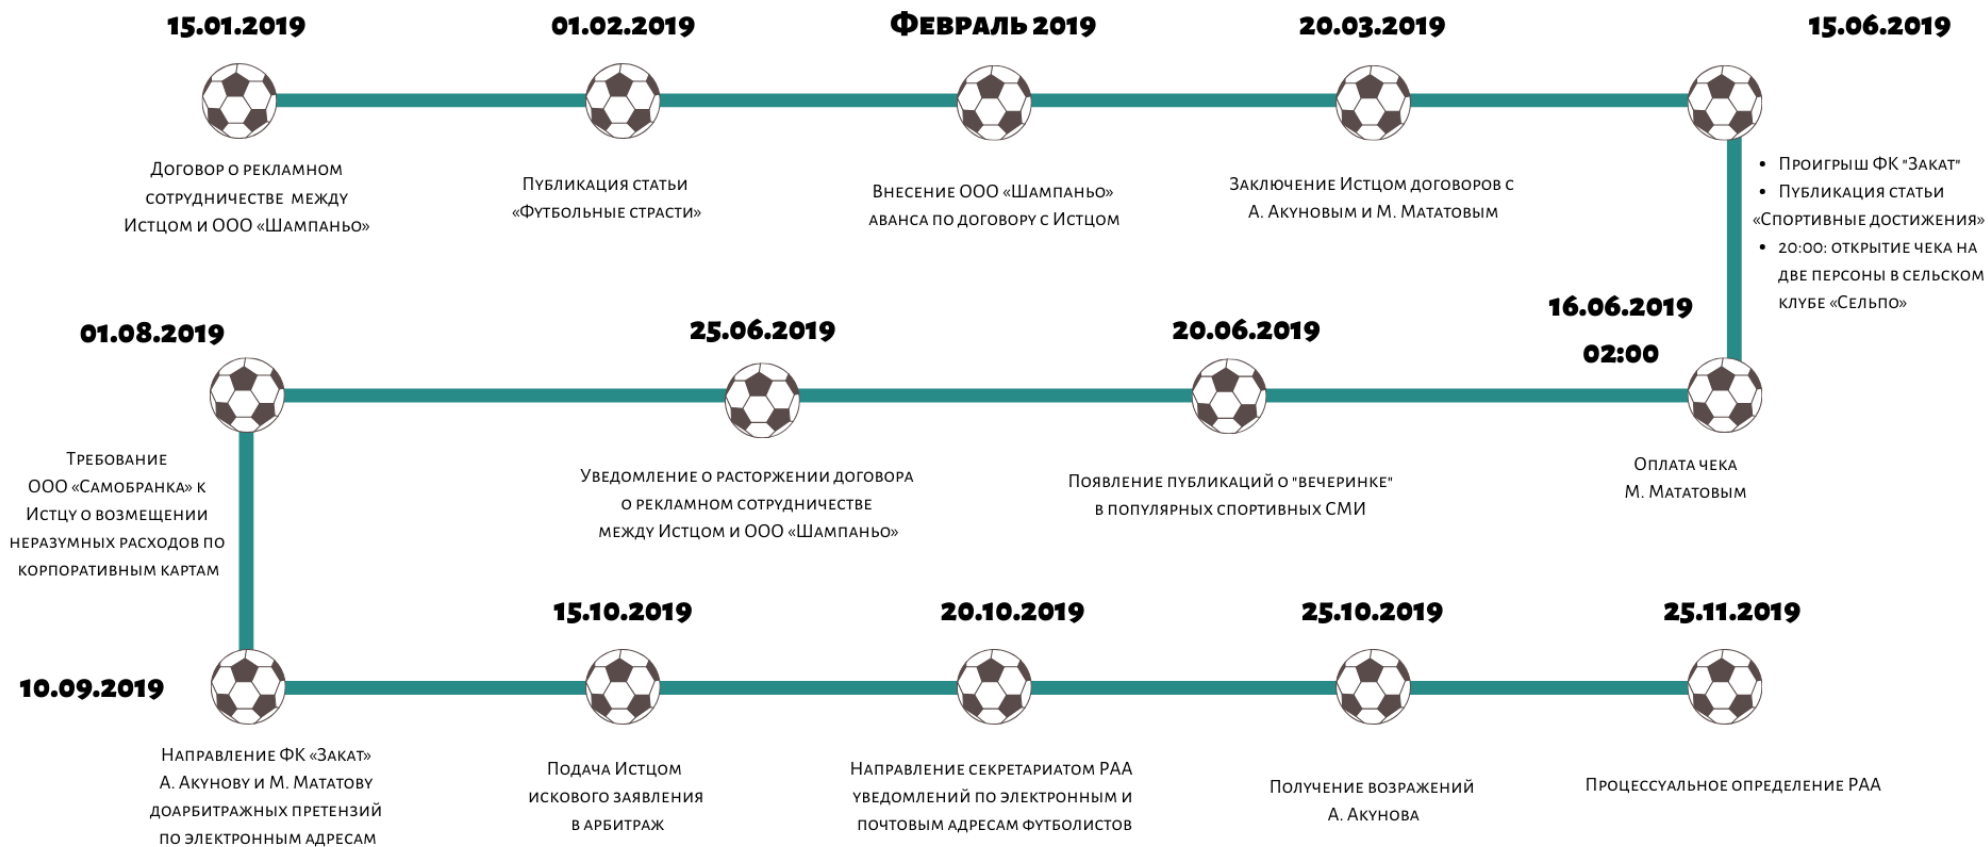 15.01.2019
Договор о рекламном
сотрудничестве между
Истцом и ООО «Шампаньо»
01.02.2019
Публикация статьи
«Футбольные страсти»
Февраль 2019
Внесение ООО «Шампаньо»
аванса по договору с Истцом
20.03.2019
Заключение Истцом договоров с
А. Акуновым и М. Мататовым
15.06.2019
• Проигрыш ФК "Закат"
• Публикация статьи
«Спортивные достижения»
• 20:00: открытие чека на
две персоны в сельском
клубе «Сельпо»
16.06.2019
02:00
Оплата чека
М. Мататовым
20.06.2019
Появление публикаций о "вечеринке"
в популярных спортивных СМИ
25.06.2019
Уведомление о расторжении договора
о рекламном сотрудничестве
между Истцом и ООО «Шампаньо»
01.08.2019
Требование
ООО «Самобранка» к
Истцу о возмещении
неразумных расходов по
корпоративным картам
10.09.2019
Направление ФК «Закат»
А. Акунову и М. Мататову
доарбитражных претензий
по электронным адресам
15.10.2019
Подача Истцом
искового заявления
в арбитраж
20.10.2019
Направление секретариатом РАА
уведомлений по электронным и
почтовым адресам футболистов
25.10.2019
Получение возражений
А. Акунова
25.11.2019
Процессуальное определение РАА